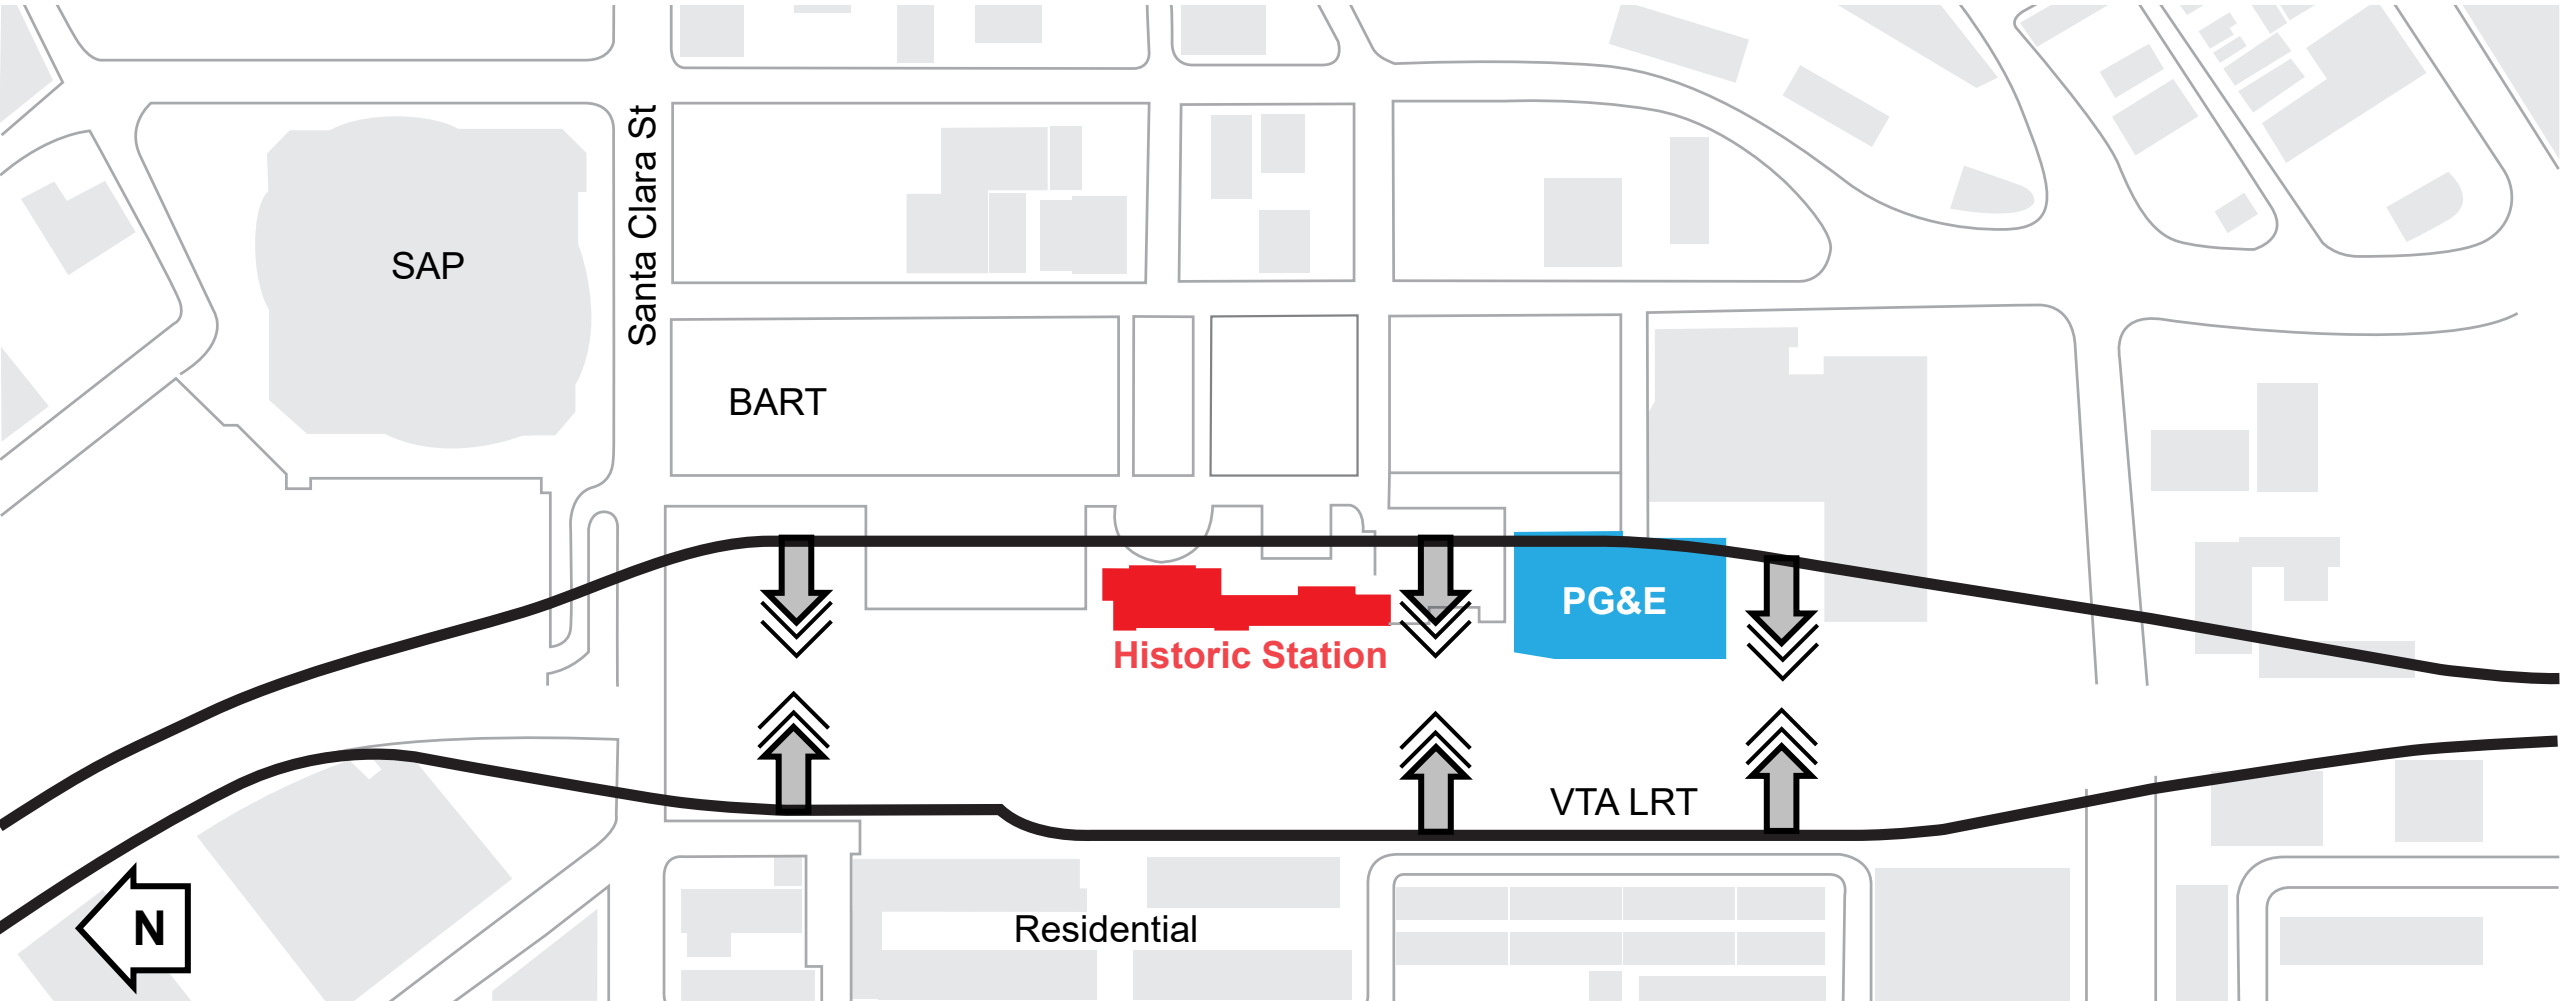 Santa Clara St
SAP
BART
PG&E
Historic Station
VTA LRT
Residential
N